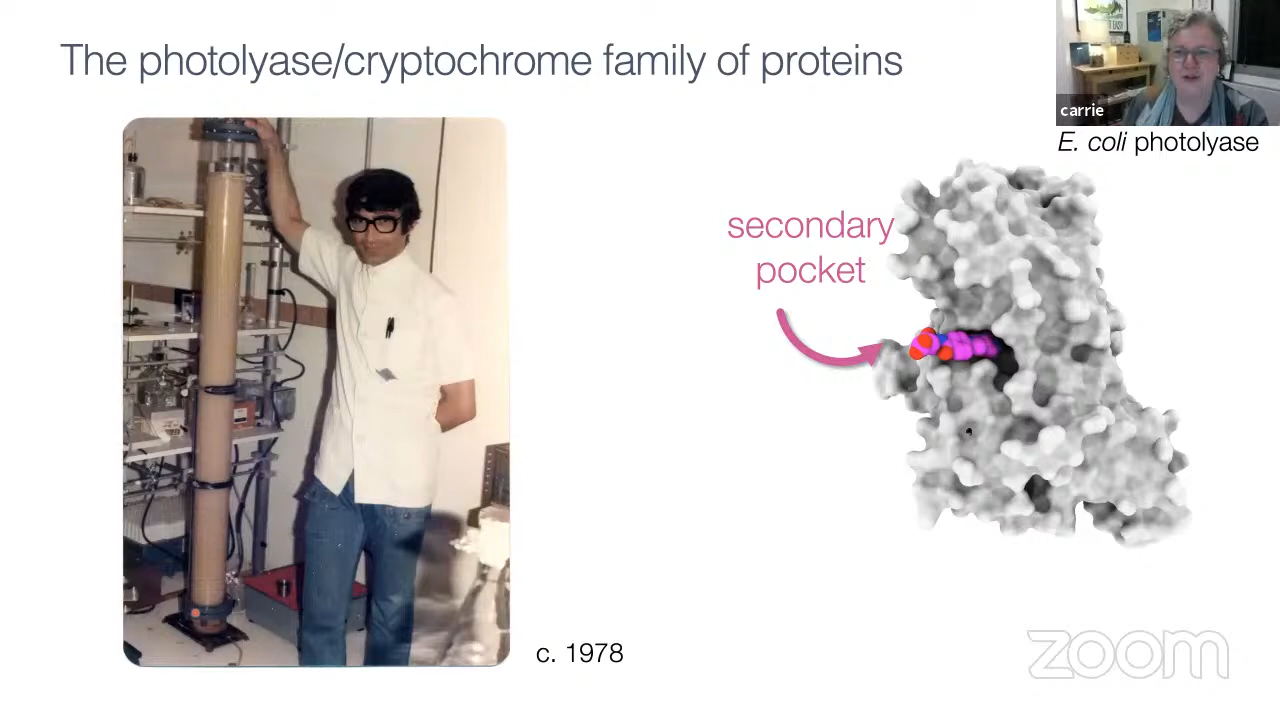 The photolyase/cryptochrome family of proteins
carrie
E. coli photolyase
secondary
pocket
c. 1978
zoom